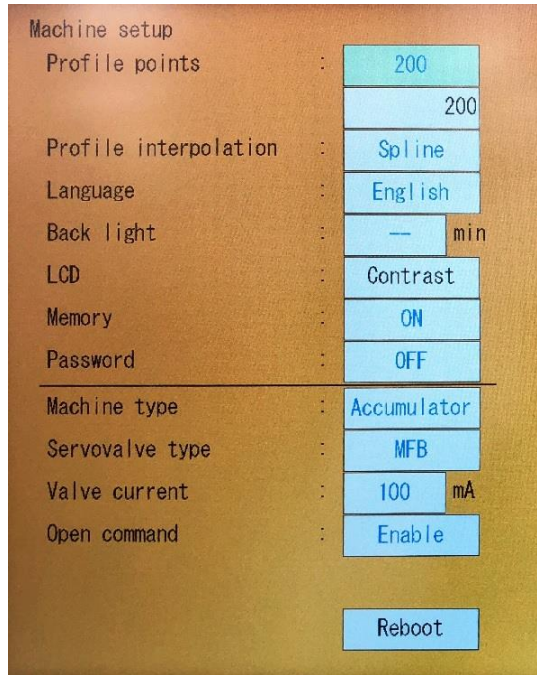 Machine setup
Profile points : 200
200
Profile interpolation : Spline
Language : English
Back light : -- min
LCD : Contrast
Memory : ON
Password : OFF
Machine type : Accumulator
Servovalve type : MFB
Valve current : 100 mA
Open command : Enable
Reboot